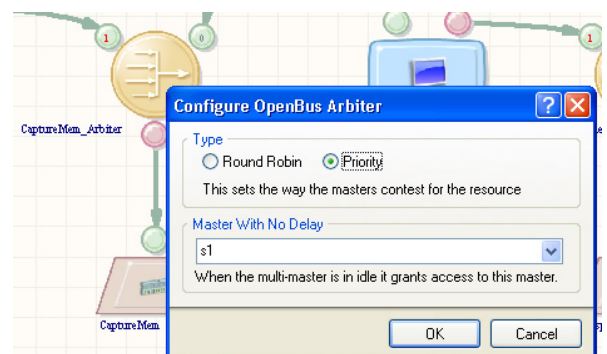 1
0
1
Configure OpenBus Arbiter
CaptureMem_Arbiter
Type
Round Robin Priority
This sets the way the masters contest for the resource
Master With No Delay
s1
When the multi-master is in idle it grants access to this master.
CaptureMem
OK Cancel